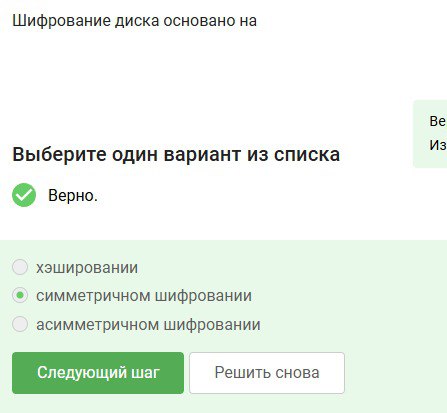 Шифрование диска основано на
Ве
Из
Выберите один вариант из списка
Верно.
хэшировании
симметричном шифровании
асимметричном шифровании
Следующий шаг
Решить снова